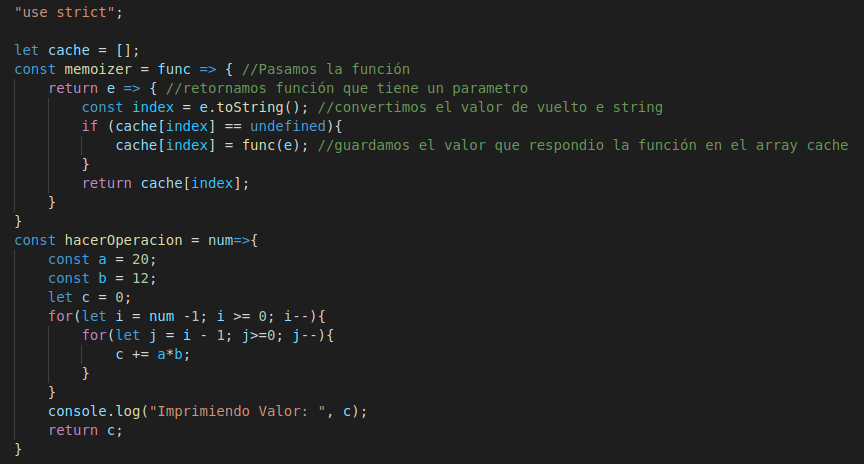 "use strict";

let cache = [];
const memoizer = func => { //Pasamos la función
    return e => { //retornamos función que tiene un parametro
        const index = e.toString(); //convertimos el valor de vuelto e string
        if (cache[index] == undefined){
            cache[index] = func(e); //guardamos el valor que respondio la función en el array cache
        }
        return cache[index];
    }
}
const hacerOperacion = num=>{
    const a = 20;
    const b = 12;
    let c = 0;
    for(let i = num -1; i >= 0; i--){
        for(let j = i - 1; j>=0; j--){
            c += a*b;
        }
    }
    console.log("Imprimiendo Valor: ", c);
    return c;
}